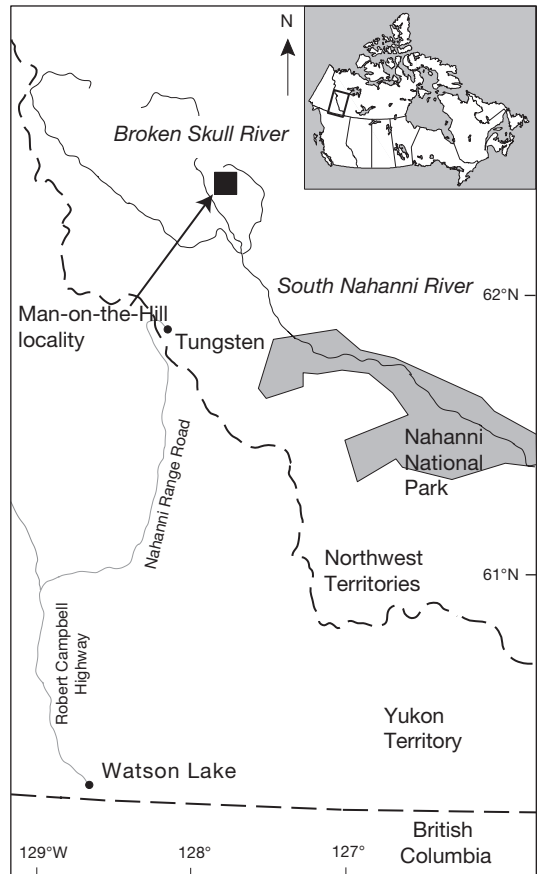 N
Broken Skull River
South Nahanni River
62°N
Man-on-the-Hill
locality
Tungsten
Nahanni Range Road
Nahanni
National
Park
Northwest
Territories
61°N
Robert Campbell
Highway
Yukon
Territory
Watson Lake
British
Columbia
129°W
128°
127°